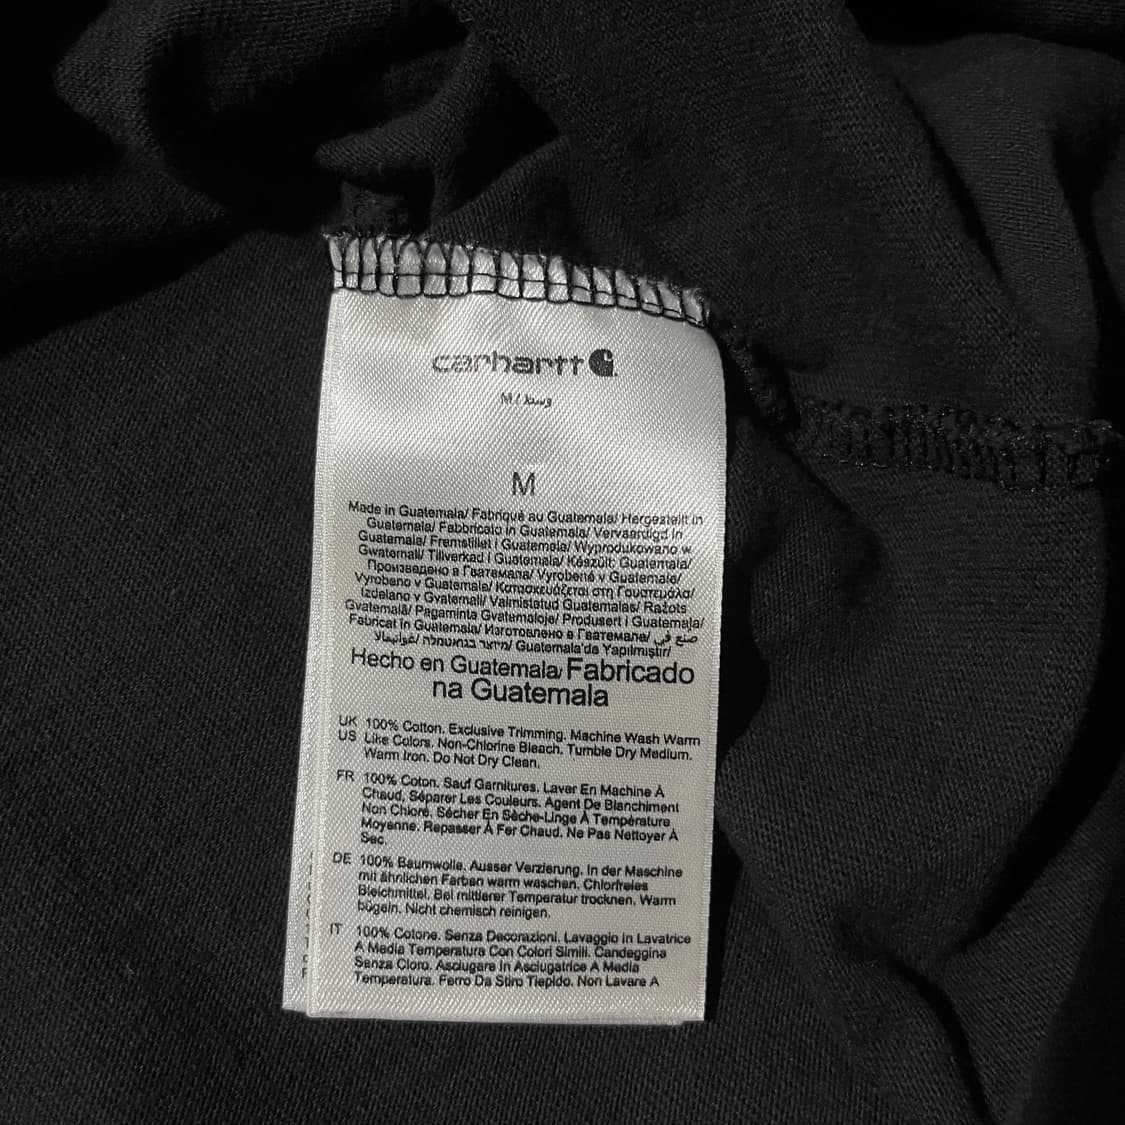 carhartt
M / وسط
M
Made in Guatemala/ Fabriqué au Guatemala/ Hergestellt in
Guatemala/ Fabbricato in Guatemala/ Vervaardigd in
Guatemala/ Fremstillet i Guatemala/ Wyprodukowano w
Gwatemali/ Tillverkad i Guatemala/ Készült: Guatemala/
Произведено в Гватемала/ Vyrobené v Guatemale/
Vyrobeno v Guatemala/ Κατασκευάζεται στη Γουατεμάλα/
Izdelano v Gvatemali/ Valmistatud Guatemalas/ Ražots
Gvatemalā/ Pagaminta Gvatemaloje/ Produsert i Guatemala/
Fabricat în Guatemala/ Изготовлено в Гватемале/ صنع في
غواتيمالا/ מיוצר בגואטמלה/ Guatemala'da Yapılmıştır/
Hecho en Guatemala/ Fabricado
na Guatemala
UK 100% Cotton. Exclusive Trimming. Machine Wash Warm
US Like Colors. Non-Chlorine Bleach. Tumble Dry Medium.
Warm Iron. Do Not Dry Clean.
FR 100% Coton. Sauf Garnitures. Laver En Machine À
Chaud, Séparer Les Couleurs. Agent De Blanchiment
Non Chloré. Sécher En Sèche-Linge À Température
Moyenne. Repasser À Fer Chaud. Ne Pas Nettoyer À
Sec.
DE 100% Baumwolle. Ausser Verzierung. In der Maschine
mit ähnlichen Farben warm waschen. Chlorfreies
Bleichmittel. Bei mittlerer Temperatur trocknen. Warm
bügeln. Nicht chemisch reinigen.
IT 100% Cotone. Senza Decorazioni. Lavaggio In Lavatrice
A Media Temperatura Con Colori Simili. Candeggina
Senza Cloro. Asciugare In Asciugatrice A Media
Temperatura. Ferro Da Stiro Tiepido. Non Lavare A